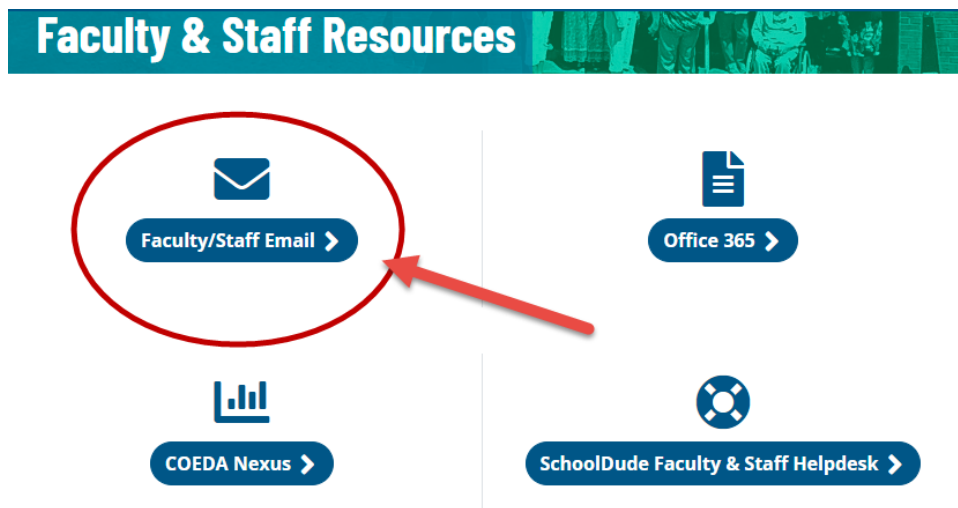 Faculty & Staff Resources
Faculty/Staff Email
Office 365
COEDA Nexus
SchoolDude Faculty & Staff Helpdesk